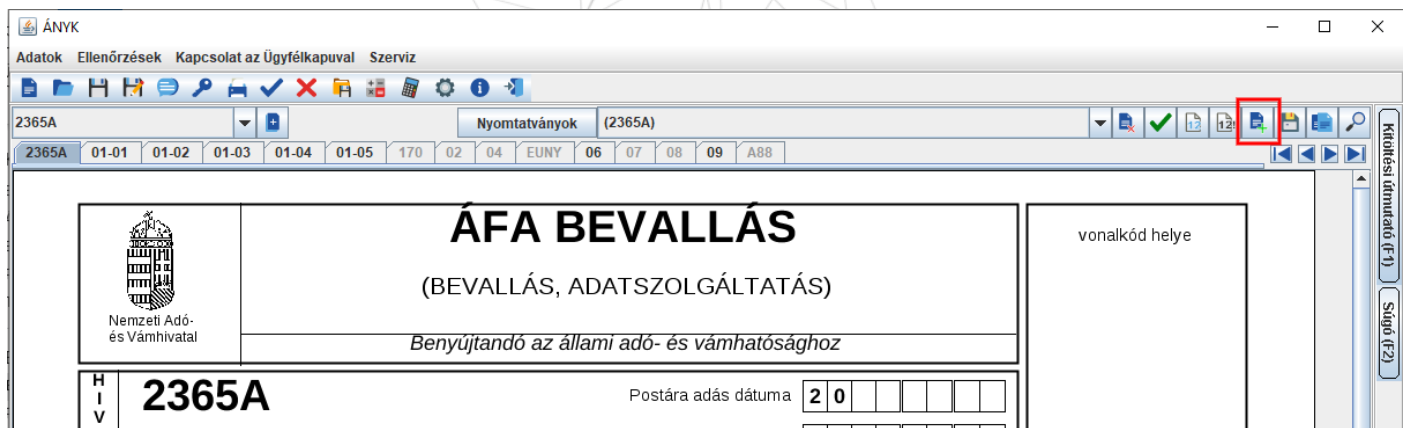 ÁNYK
Adatok Ellenőrzések Kapcsolat az Ügyfélkapuval Szerviz
2365A Nyomtatványok (2365A)
2365A 01-01 01-02 01-03 01-04 01-05 170 02 04 EUNY 06 07 08 09 A88
Kitöltési útmutató (F1)
Súgó (F2)
ÁFA BEVALLÁS
vonalkód helye
(BEVALLÁS, ADATSZOLGÁLTATÁS)
Nemzeti Adó-
és Vámhivatal
Benyújtandó az állami adó- és vámhatósághoz
H
I
V
2365A
Postára adás dátuma 2 0